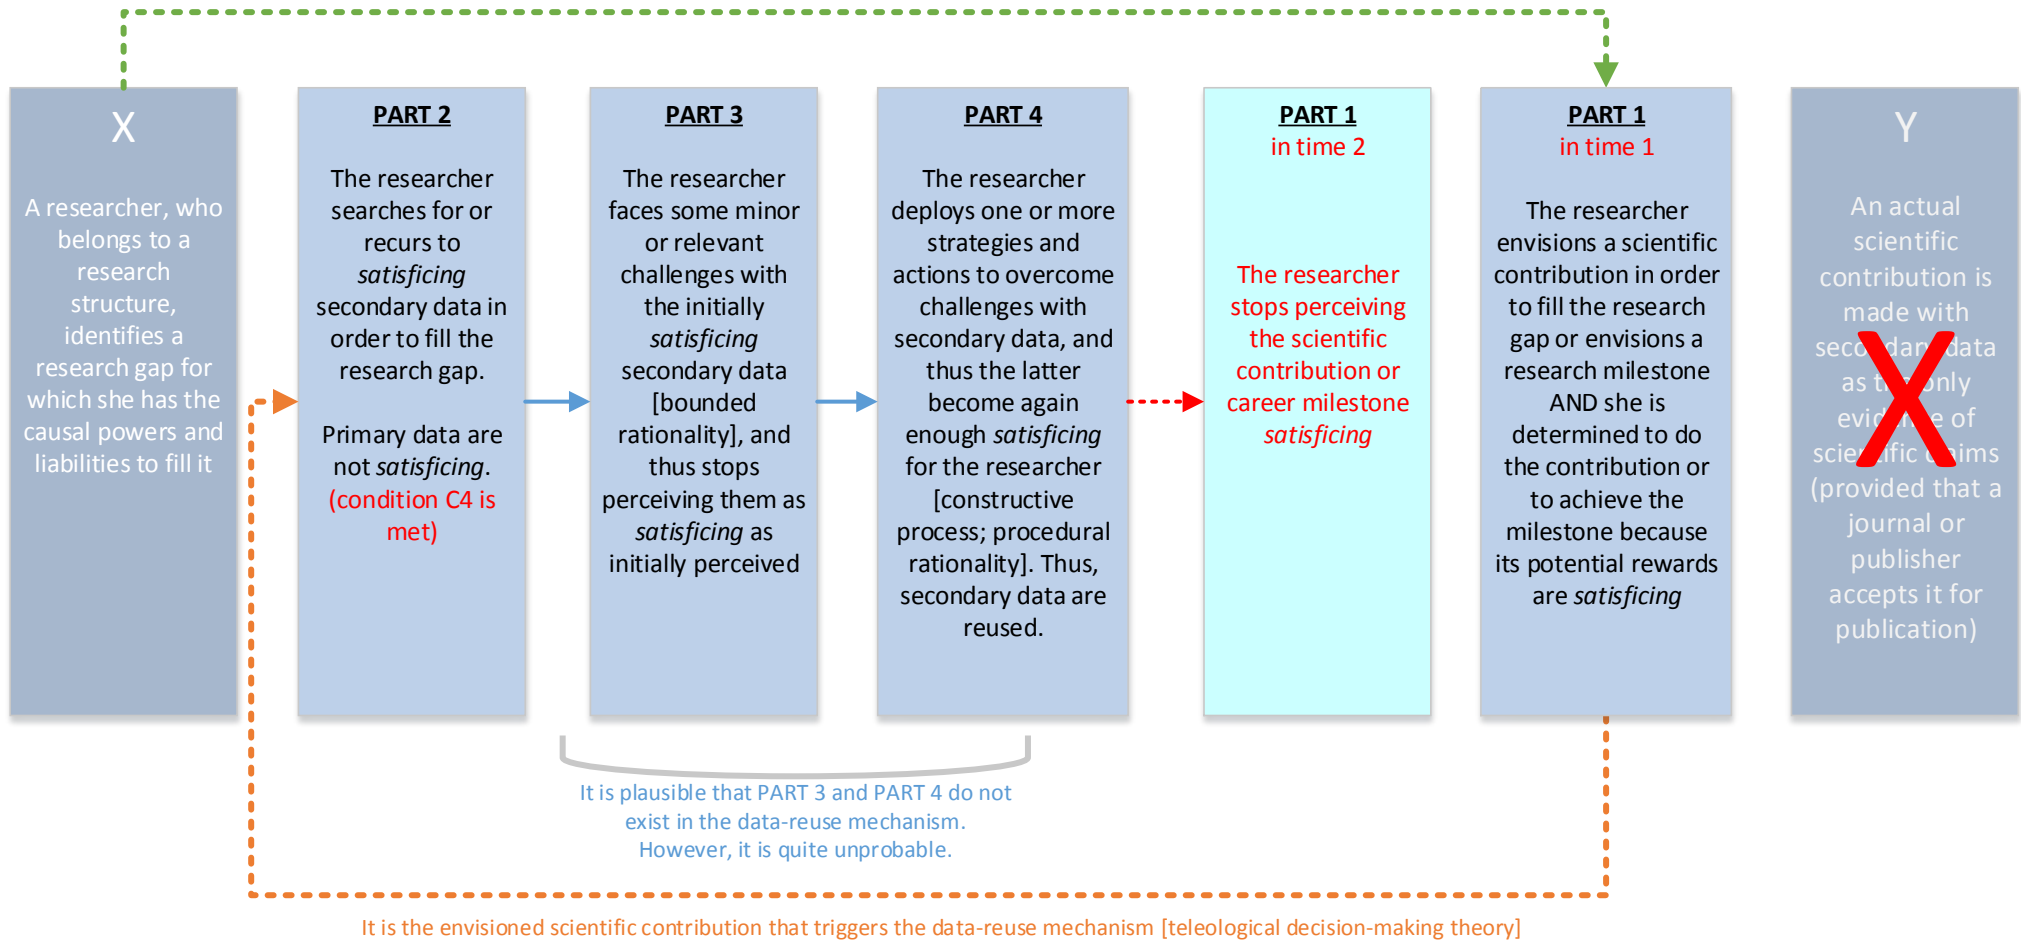 X
A researcher, who
belongs to a
research
structure,
identifies a
research gap for
which she has the
causal powers and
liabilities to fill it
PART 2
The researcher
searches for or
recurs to
satisficing
secondary data in
order to fill the
research gap.
Primary data are
not satisficing.
(condition C4 is
met)
PART 3
The researcher
faces some minor
or relevant
challenges with
the initially
satisficing
secondary data
[bounded
rationality], and
thus stops
perceiving them as
satisficing as
initially perceived
PART 4
The researcher
deploys one or more
strategies and
actions to overcome
challenges with
secondary data, and
thus the latter
become again
enough satisficing
for the researcher
[constructive
process; procedural
rationality]. Thus,
secondary data are
reused.
PART 1
in time 2
The researcher
stops perceiving
the scientific
contribution or
career milestone
satisficing
PART 1
in time 1
The researcher
envisions a scientific
contribution in order
to fill the research
gap or envisions a
research milestone
AND she is
determined to do
the contribution or
to achieve the
milestone because
its potential rewards
are satisficing
Y
An actual
scientific
contribution is
made with
secondary data
as the only
evidence of
scientific claims
(provided that a
journal or
publisher
accepts it for
publication)
X
It is plausible that PART 3 and PART 4 do not
exist in the data-reuse mechanism.
However, it is quite unprobable.
It is the envisioned scientific contribution that triggers the data-reuse mechanism [teleological decision-making theory]